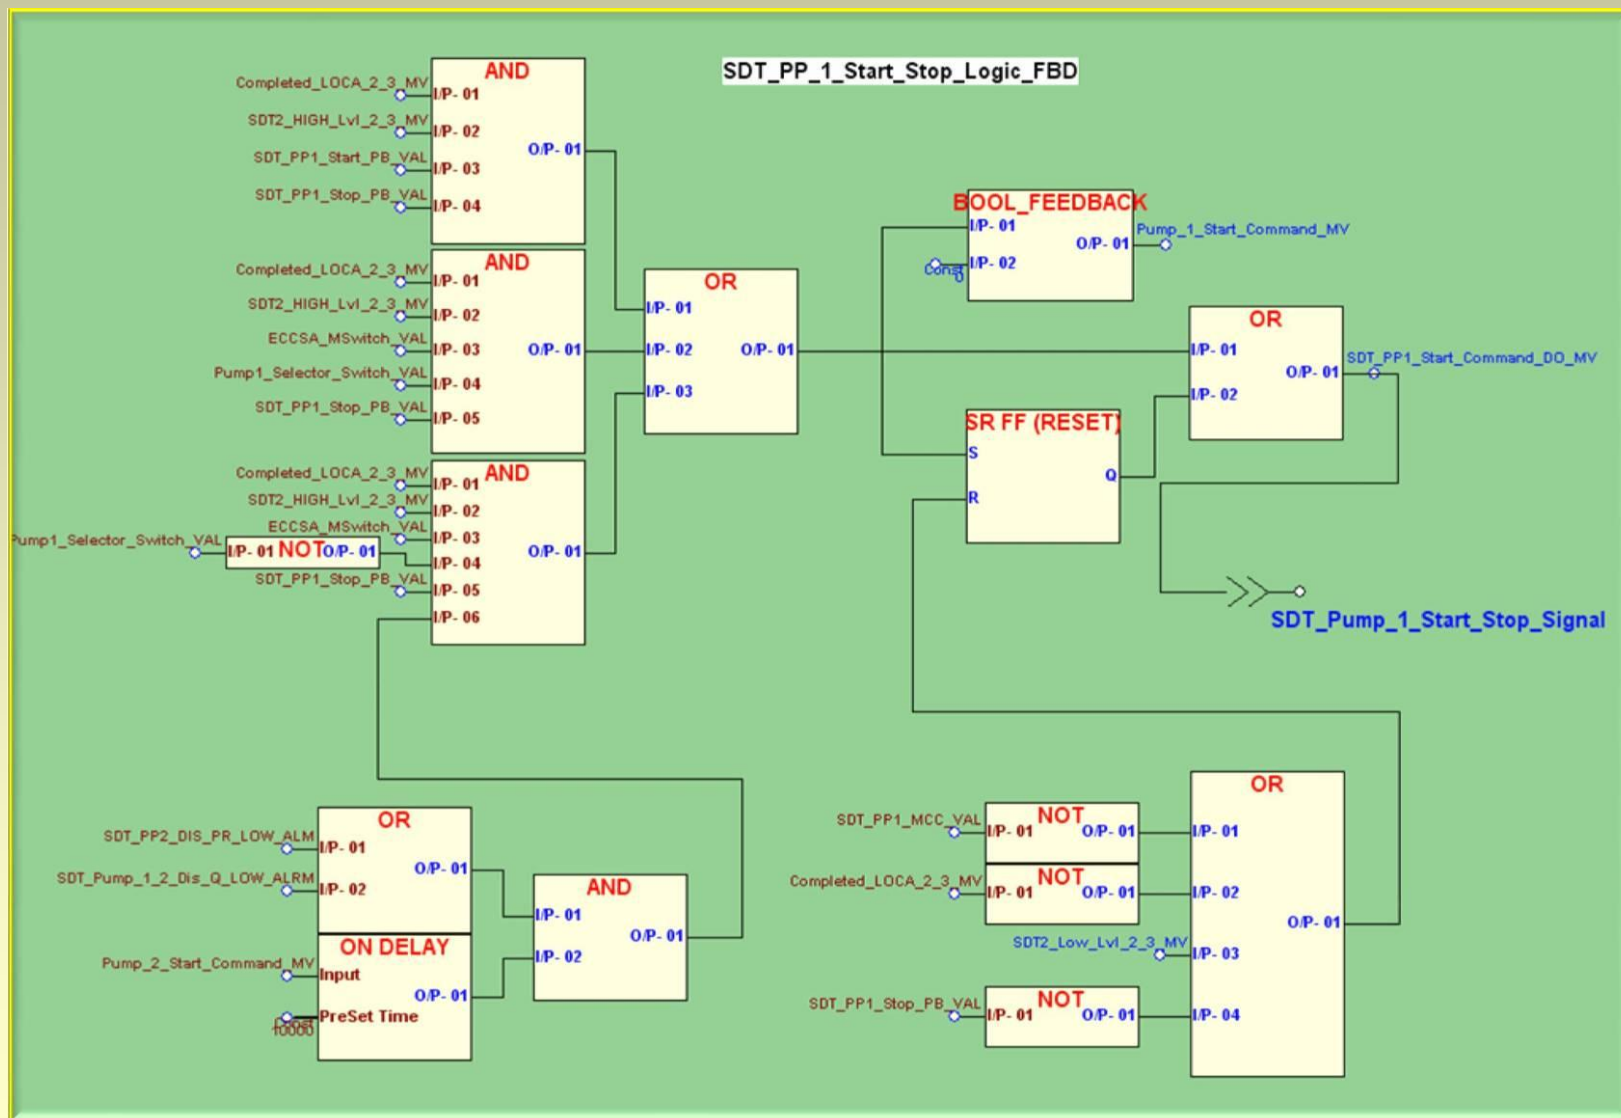 SDT_PP_1_Start_Stop_Logic_FBD
AND
Completed_LOCA_2_3_MV
I/P- 01
SDT2_HIGH_Lvl_2_3_MV
I/P- 02
SDT_PP1_Start_PB_VAL
I/P- 03
SDT_PP1_Stop_PB_VAL
I/P- 04
O/P- 01
AND
Completed_LOCA_2_3_MV
I/P- 01
SDT2_HIGH_Lvl_2_3_MV
I/P- 02
ECCSA_MSwitch_VAL
I/P- 03
Pump1_Selector_Switch_VAL
I/P- 04
SDT_PP1_Stop_PB_VAL
I/P- 05
O/P- 01
AND
Completed_LOCA_2_3_MV
I/P- 01
SDT2_HIGH_Lvl_2_3_MV
I/P- 02
ECCSA_MSwitch_VAL
I/P- 03
Pump1_Selector_Switch_VAL
I/P- 01 NOT O/P- 01
I/P- 04
SDT_PP1_Stop_PB_VAL
I/P- 05
I/P- 06
O/P- 01
OR
I/P- 01
I/P- 02
I/P- 03
O/P- 01
BOOL_FEEDBACK
I/P- 01
Const
0
I/P- 02
O/P- 01
Pump_1_Start_Command_MV
OR
I/P- 01
I/P- 02
O/P- 01
SDT_PP1_Start_Command_DO_MV
SR FF (RESET)
S
R
Q
SDT_Pump_1_Start_Stop_Signal
OR
SDT_PP2_DIS_PR_LOW_ALM
I/P- 01
SDT_Pump_1_2_Dis_Q_LOW_ALRM
I/P- 02
O/P- 01
ON DELAY
Pump_2_Start_Command_MV
Input
Const
10000
PreSet Time
O/P- 01
AND
I/P- 01
I/P- 02
O/P- 01
SDT_PP1_MCC_VAL
NOT
I/P- 01 O/P- 01
Completed_LOCA_2_3_MV
NOT
I/P- 01 O/P- 01
SDT2_Low_Lvl_2_3_MV
SDT_PP1_Stop_PB_VAL
NOT
I/P- 01 O/P- 01
OR
I/P- 01
I/P- 02
I/P- 03
I/P- 04
O/P- 01